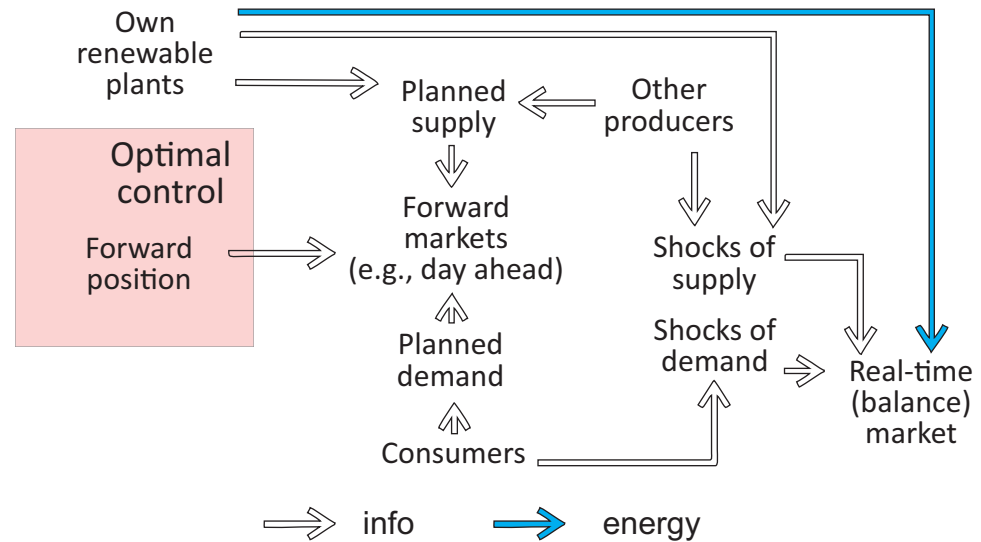 Own
renewable
plants
Planned
supply
Other
producers
Optimal
control
Forward
position
Forward
markets
(e.g., day ahead)
Shocks of
supply
Planned
demand
Shocks of
demand
Real-time
(balance)
market
Consumers
info
energy